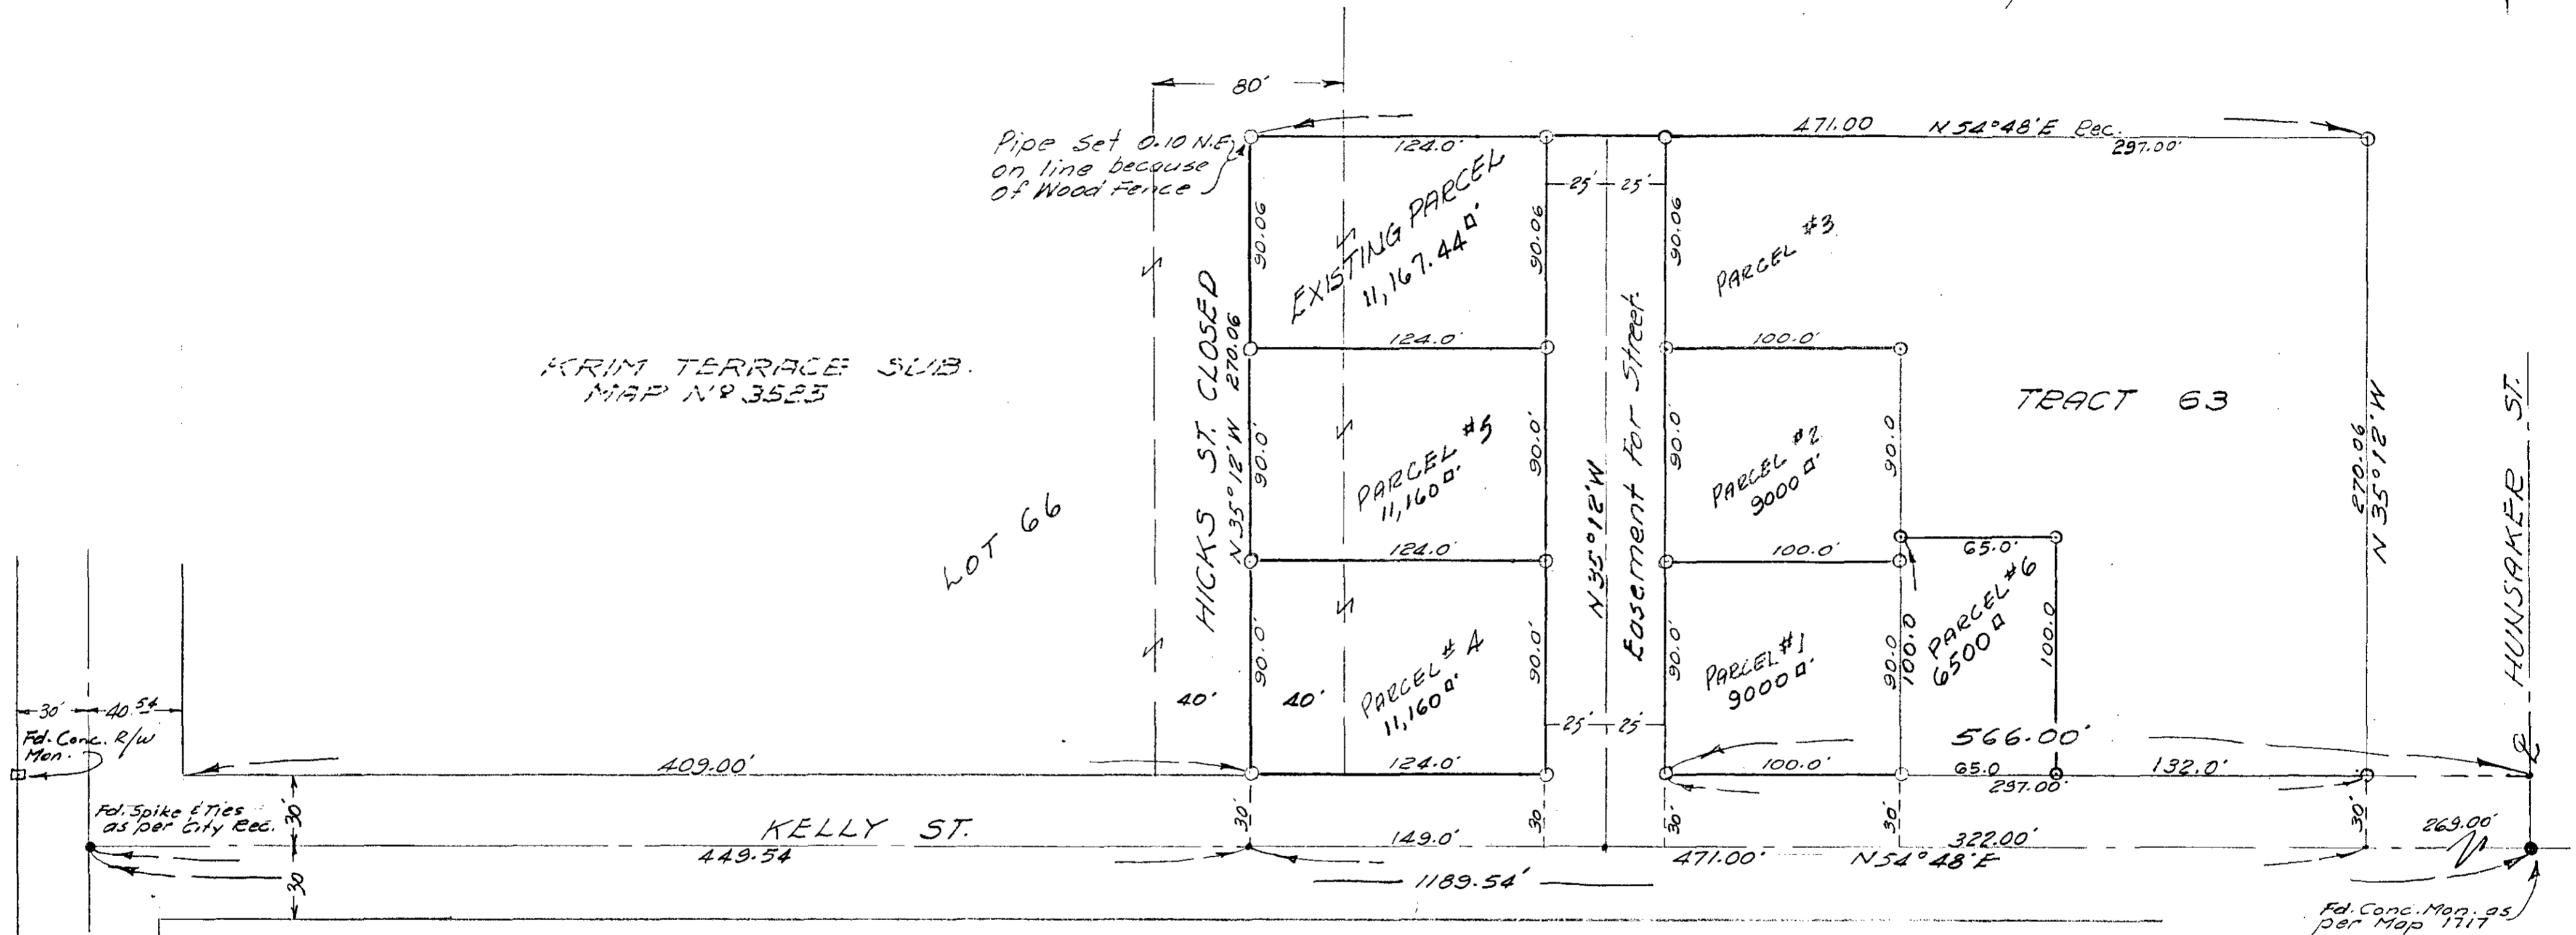 80'
Pipe Set 0.10 N.E.
on line because
of Wood Fence
471.00 N 54°48' E Rec.
124.0'
297.00'
25' 25'
90.06
90.06
90.06
EXISTING PARCEL
11,167.44 □'
PARCEL #3
HICKS ST. CLOSED
N 35°12' W 270.06
KRIM TERRACE SUB.
MAP Nº 3523
124.0'
100.0'
TRACT 63
Easement For Street
N 35°12' W
270.06
N 35°12' W
HUNSAKER ST.
90.0'
PARCEL #5
11,160 □'
90.0'
90.0'
PARCEL #2
9000 □'
90.0
LOT 66
124.0'
100.0'
65.0'
90.0'
PARCEL #4
11,160 □'
90.0'
90.0'
PARCEL #1
9000 □'
90.0
100.0
PARCEL #6
6500 □
100.0
40' 40'
25' 25'
30' 40.54
Fd. Conc. R/W
Mon.
566.00'
℄
409.00'
124.0'
100.0'
65.0
132.0'
297.00'
Fd. Spike & Ties
as per City Rec.
30'
30'
30
30'
30'
30'
KELLY ST.
449.54
149.0'
471.00'
322.00'
N 54°48' E
269.00'
30
1189.54'
Fd. Conc. Mon. as
per Map 1717